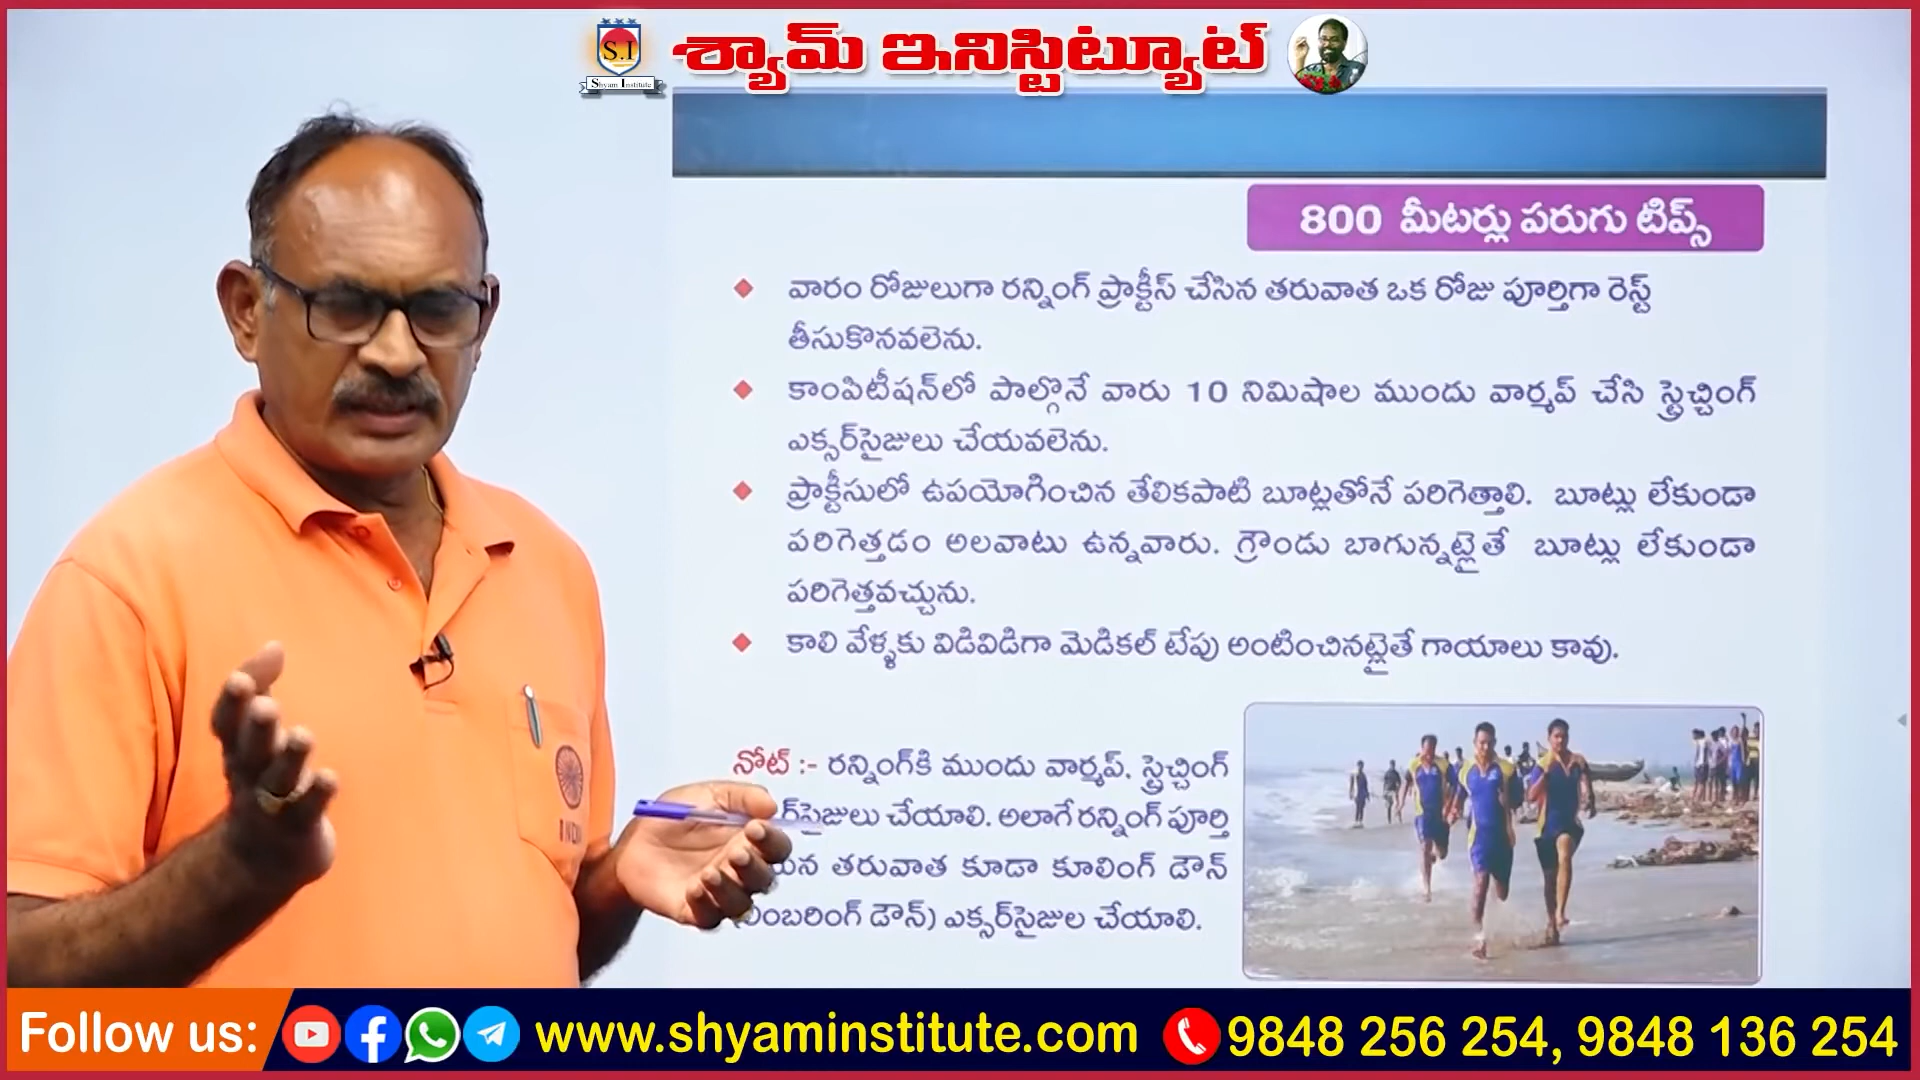 S.I
Shyam Institute
శ్యామ్ ఇనిస్టిట్యూట్
800 మీటర్లు పరుగు టిప్స్
వారం రోజులుగా రన్నింగ్ ప్రాక్టీస్ చేసిన తరువాత ఒక రోజు పూర్తిగా రెస్ట్
తీసుకొనవలెను.
కాంపిటీషన్‌లో పాల్గొనే వారు 10 నిమిషాల ముందు వార్మప్ చేసి స్ట్రెచ్చింగ్
ఎక్సర్‌సైజులు చేయవలెను.
ప్రాక్టీసులో ఉపయోగించిన తేలికపాటి బూట్లతోనే పరిగెత్తాలి. బూట్లు లేకుండా
పరిగెత్తడం అలవాటు ఉన్నవారు. గ్రౌండు బాగున్నట్లైతే బూట్లు లేకుండా
పరిగెత్తవచ్చును.
కాలి వేళ్ళకు విడివిడిగా మెడికల్ టేపు అంటించినట్లైతే గాయాలు కావు.
నోట్ :- రన్నింగ్‌కి ముందు వార్మప్, స్ట్రెచ్చింగ్
ర్‌సైజులు చేయాలి. అలాగే రన్నింగ్ పూర్తి
తరువాత కూడా కూలింగ్ డౌన్
డౌన్) ఎక్సర్‌సైజుల చేయాలి.
INDIA
Follow us: www.shyaminstitute.com 9848 256 254, 9848 136 254